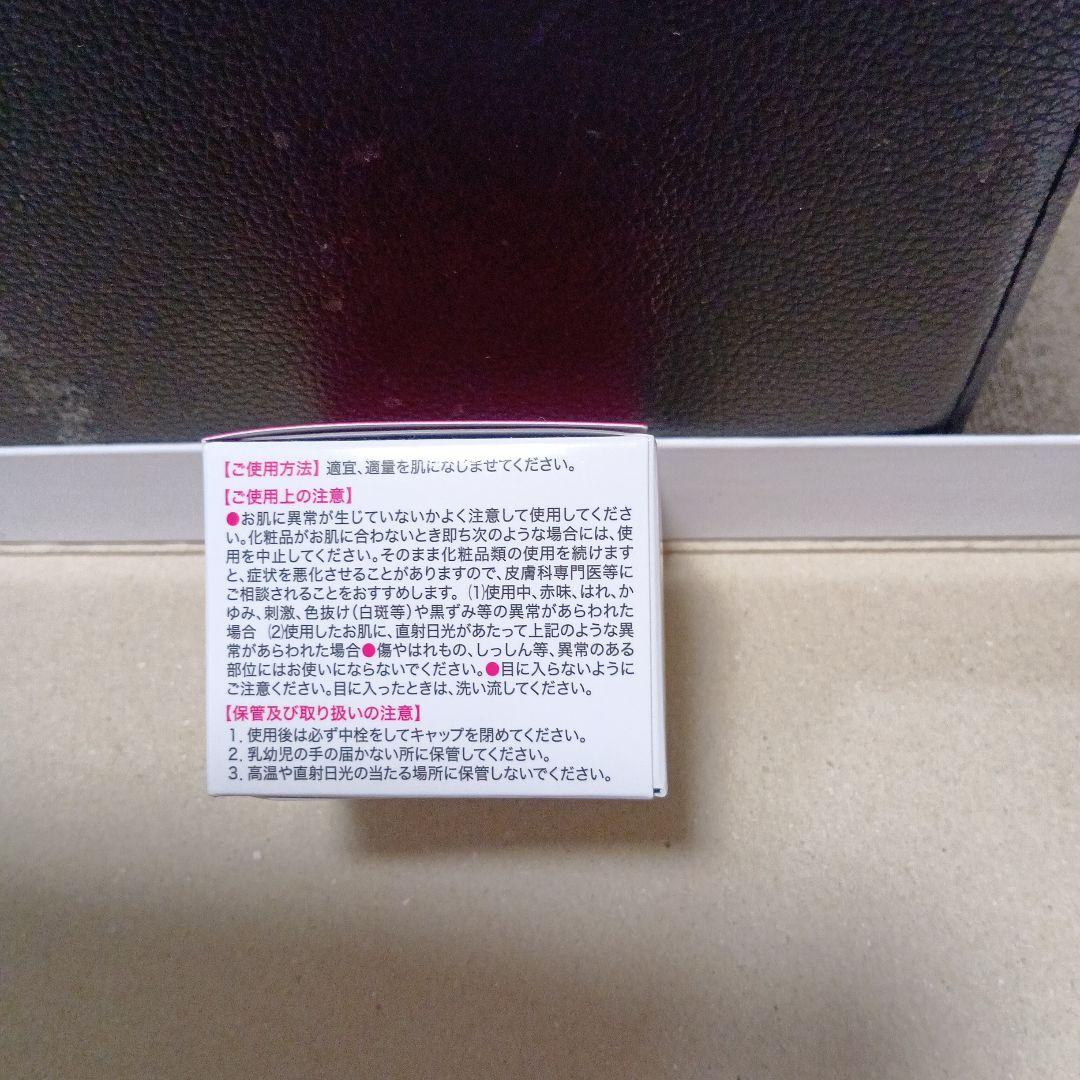 【ご使用方法】適宜、適量を肌になじませてください。
【ご使用上の注意】
●お肌に異常が生じていないかよく注意して使用してくださ
い。化粧品がお肌に合わないとき即ち次のような場合には、使
用を中止してください。そのまま化粧品類の使用を続けます
と、症状を悪化させることがありますので、皮膚科専門医等に
ご相談されることをおすすめします。⑴使用中、赤味、はれ、か
ゆみ、刺激、色抜け(白斑等)や黒ずみ等の異常があらわれた
場合 ⑵使用したお肌に、直射日光があたって上記のような異
常があらわれた場合●傷やはれもの、しっしん等、異常のある
部位にはお使いにならないでください。●目に入らないように
ご注意ください。目に入ったときは、洗い流してください。
【保管及び取り扱いの注意】
1. 使用後は必ず中栓をしてキャップを閉めてください。
2. 乳幼児の手の届かない所に保管してください。
3. 高温や直射日光の当たる場所に保管しないでください。